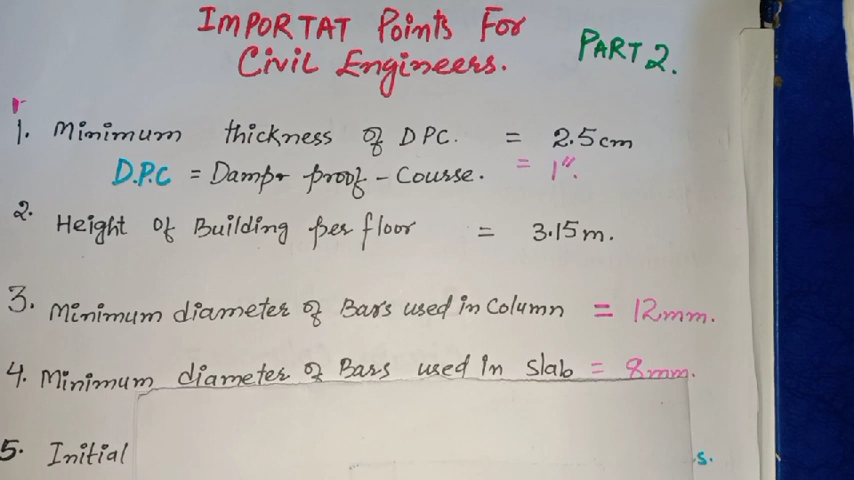 IMPORTAT Points For
Civil Engineers. PART 2.
1. Minimum thickness of DPC. = 2.5cm
D.P.C = Damp proof - Course. = 1".
2. Height of Building per floor = 3.15m.
3. Minimum diameter of Bars used in Column = 12mm.
4. Minimum diameter of Bars used in Slab = 8mm.
5. Initial s.